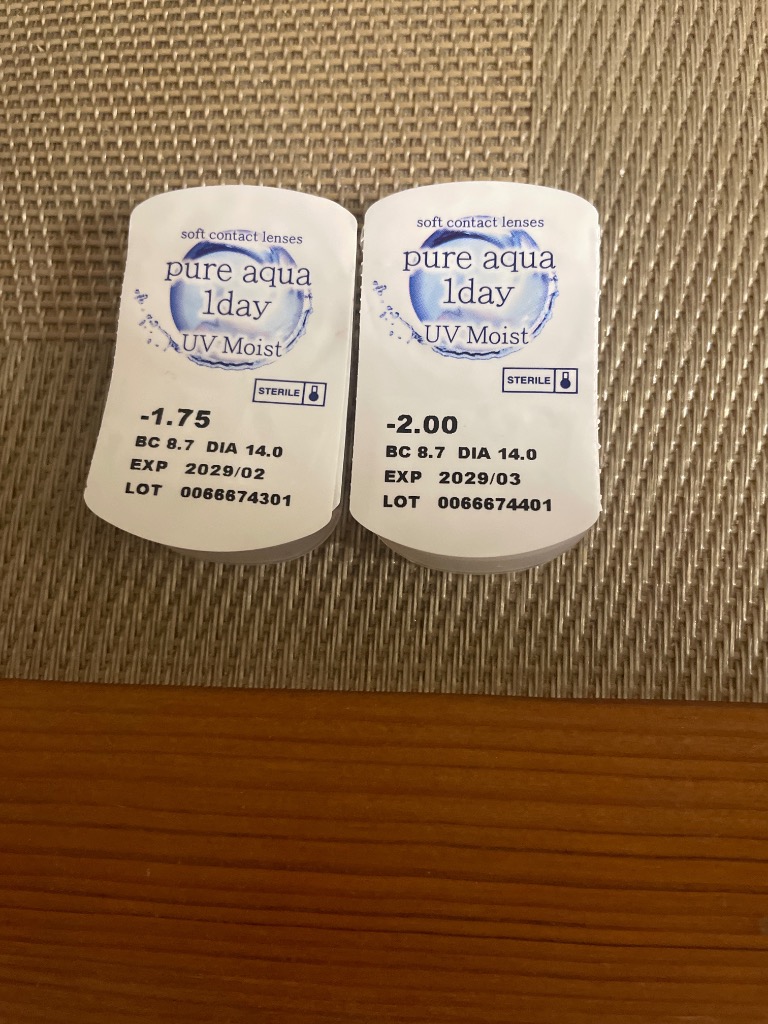 soft contact lenses
pure aqua
1day
UV Moist
STERILE
-1.75
BC 8.7 DIA 14.0
EXP 2029/02
LOT 0066674301
soft contact lenses
pure aqua
1day
UV Moist
STERILE
-2.00
BC 8.7 DIA 14.0
EXP 2029/03
LOT 0066674401